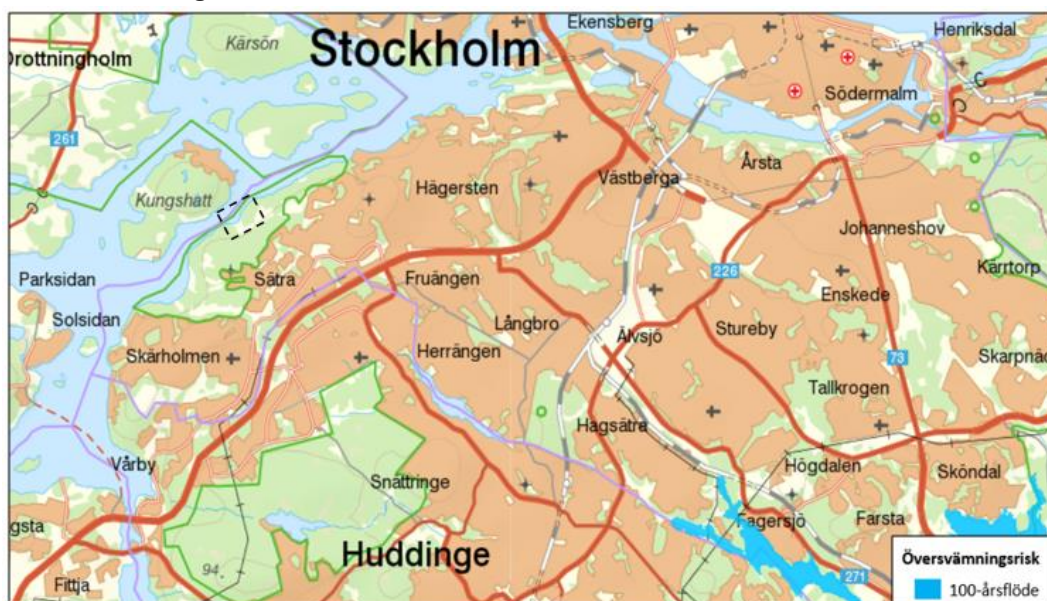 Ekensberg
Henriksdal
Kärsön
Drottningholm
Stockholm
Södermalm
261
Årsta
Kungshatt
Hägersten
Västberga
Johanneshov
Parksidan
Sätra
Fruängen
226
Kärrtorp
Enskede
Solsidan
Långbro
Älvsjö
Stureby
Skärholmen
Herrängen
73
Skarpnäc
Tallkrogen
Hagsätra
Vårby
Snättringe
Högdalen
Sköndal
ngsta
Fagersjö
Farsta
Huddinge
Översvämningsrisk
94
271
Fittja
100-årsflöde